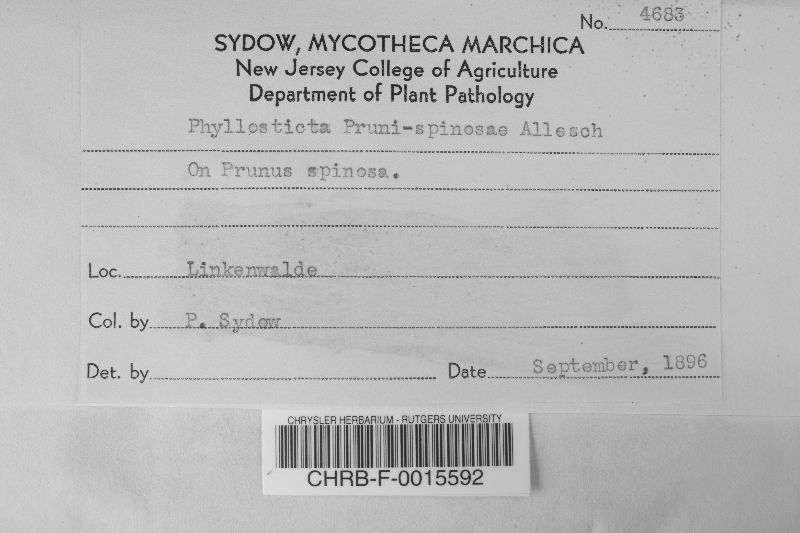 No. 4683
SYDOW, MYCOTHECA MARCHICA
New Jersey College of Agriculture
Department of Plant Pathology
Phyllosticta Pruni-spinosae Allesch
On Prunus spinosa.
Loc. Linkenwalde
Col. by P. Sydow
Det. by Date September, 1896
CHRYSLER HERBARIUM - RUTGERS UNIVERSITY
CHRB-F-0015592